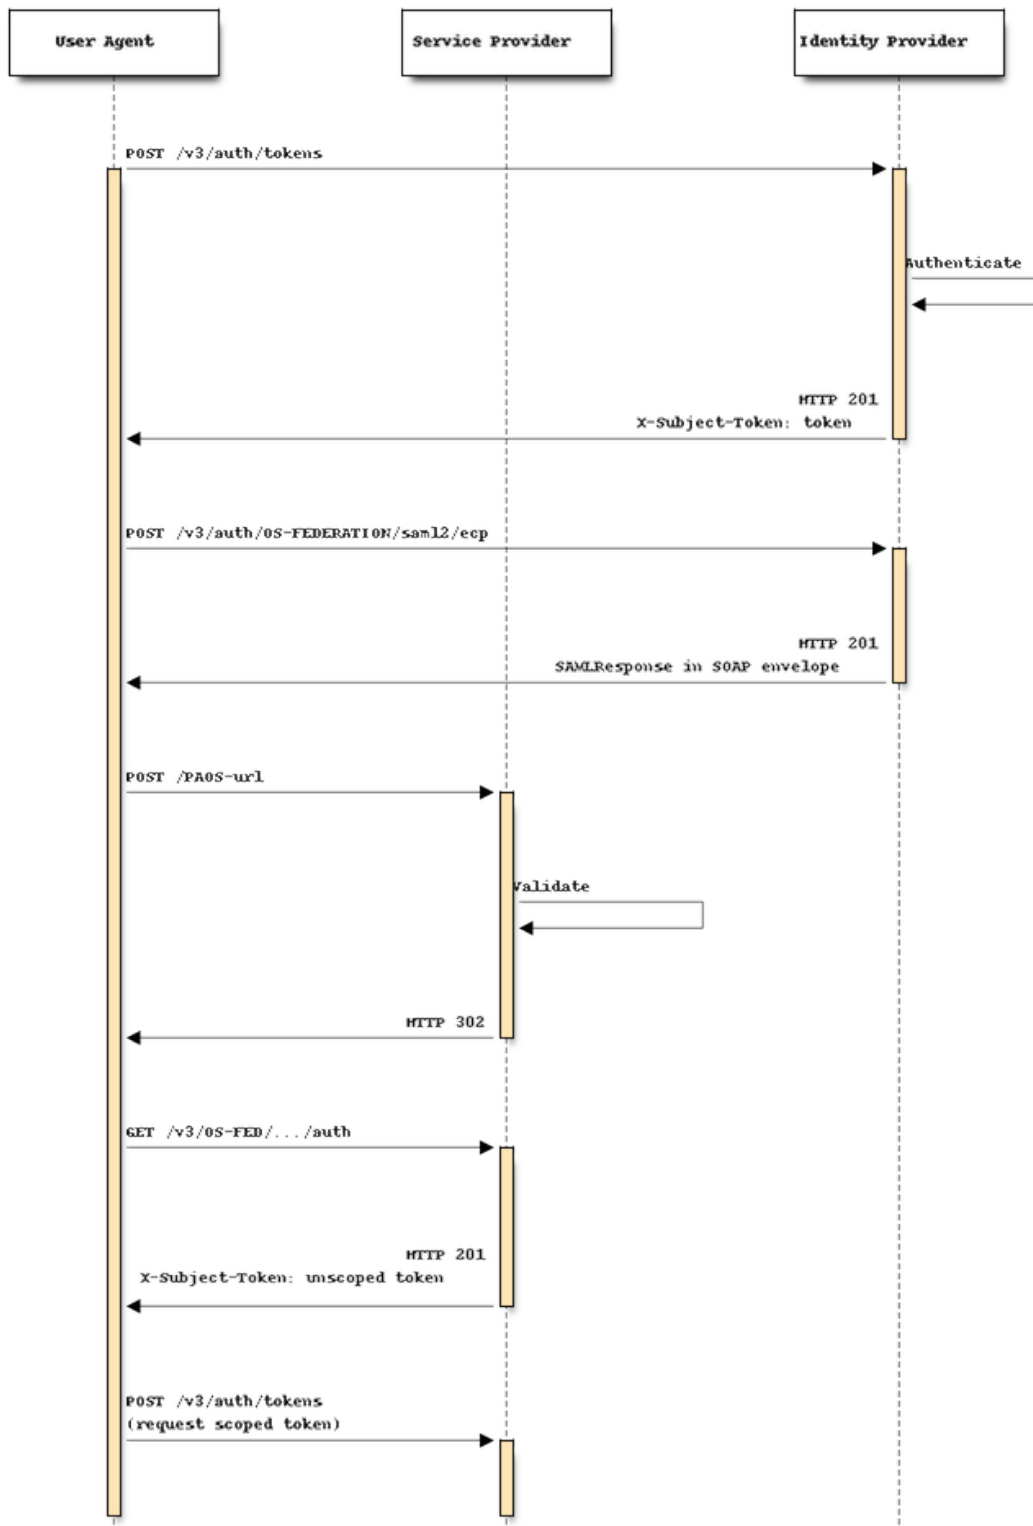 User Agent
Service Provider
Identity Provider
POST /v3/auth/tokens
Authenticate
HTTP 201
X-Subject-Token: token
POST /v3/auth/OS-FEDERATION/saml2/ecp
HTTP 201
SAMLResponse in SOAP envelope
POST /PAOS-url
Validate
HTTP 302
GET /v3/OS-FED/.../auth
HTTP 201
X-Subject-Token: unscoped token
POST /v3/auth/tokens
(request scoped token)